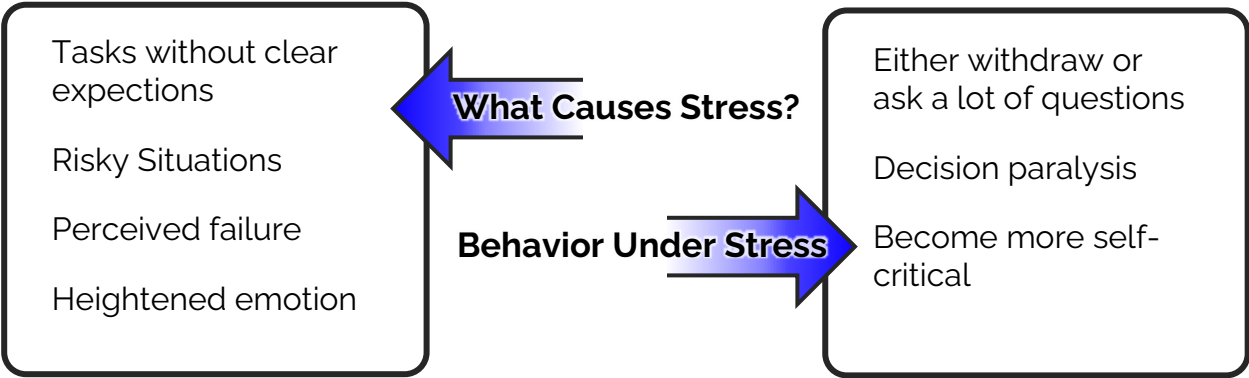 Tasks without clear
expections
Risky Situations
Perceived failure
Heightened emotion
What Causes Stress?
Behavior Under Stress
Either withdraw or
ask a lot of questions
Decision paralysis
Become more self-
critical